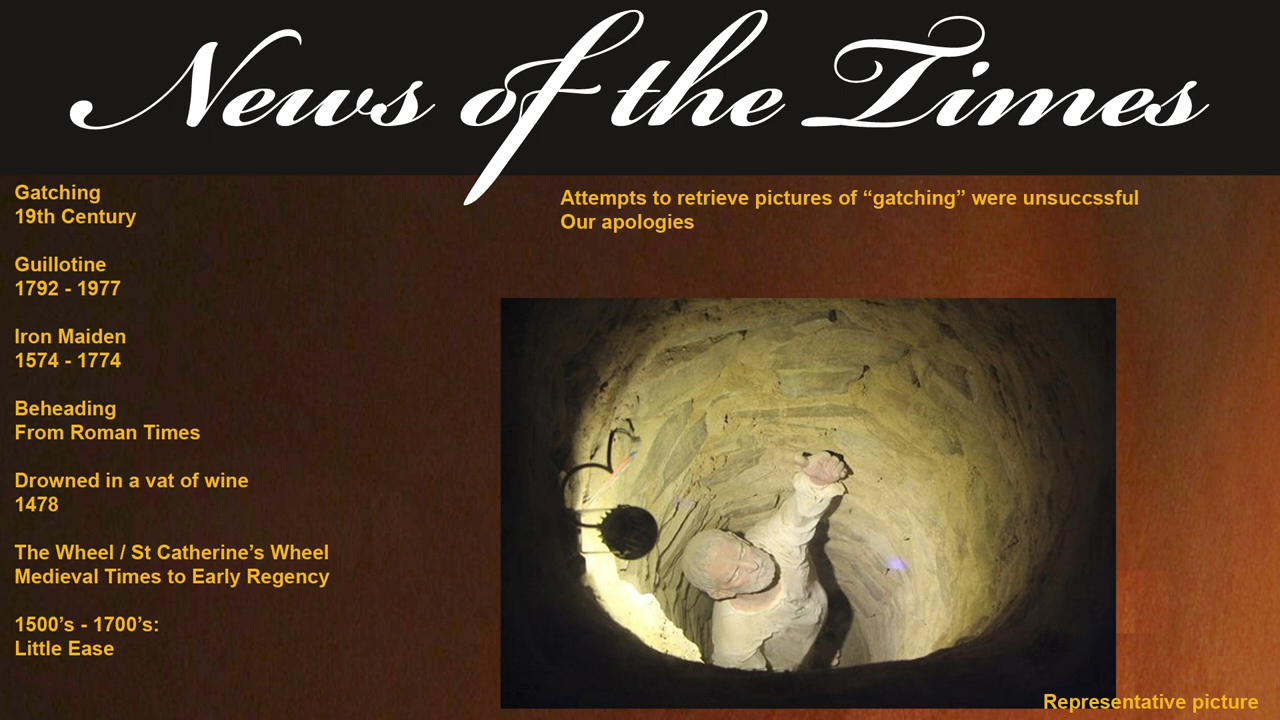 News of the Times
Gatching
19th Century
Guillotine
1792 - 1977
Iron Maiden
1574 - 1774
Beheading
From Roman Times
Drowned in a vat of wine
1478
The Wheel / St Catherine’s Wheel
Medieval Times to Early Regency
1500’s - 1700’s:
Little Ease
Attempts to retrieve pictures of “gatching” were unsuccssful
Our apologies
Representative picture